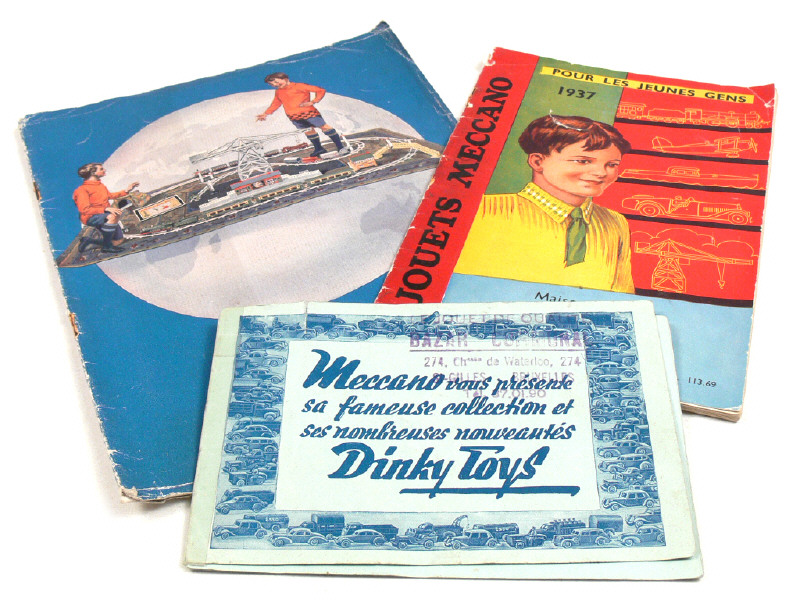 POUR LES JEUNES GENS
1937
JOUETS MECCANO
113.69
BAZAR
274, Ch de Waterloo, 274
BRUXELLES
Meccano vous présente
sa fameuse collection et
ses nombreuses nouveautés
Dinky Toys